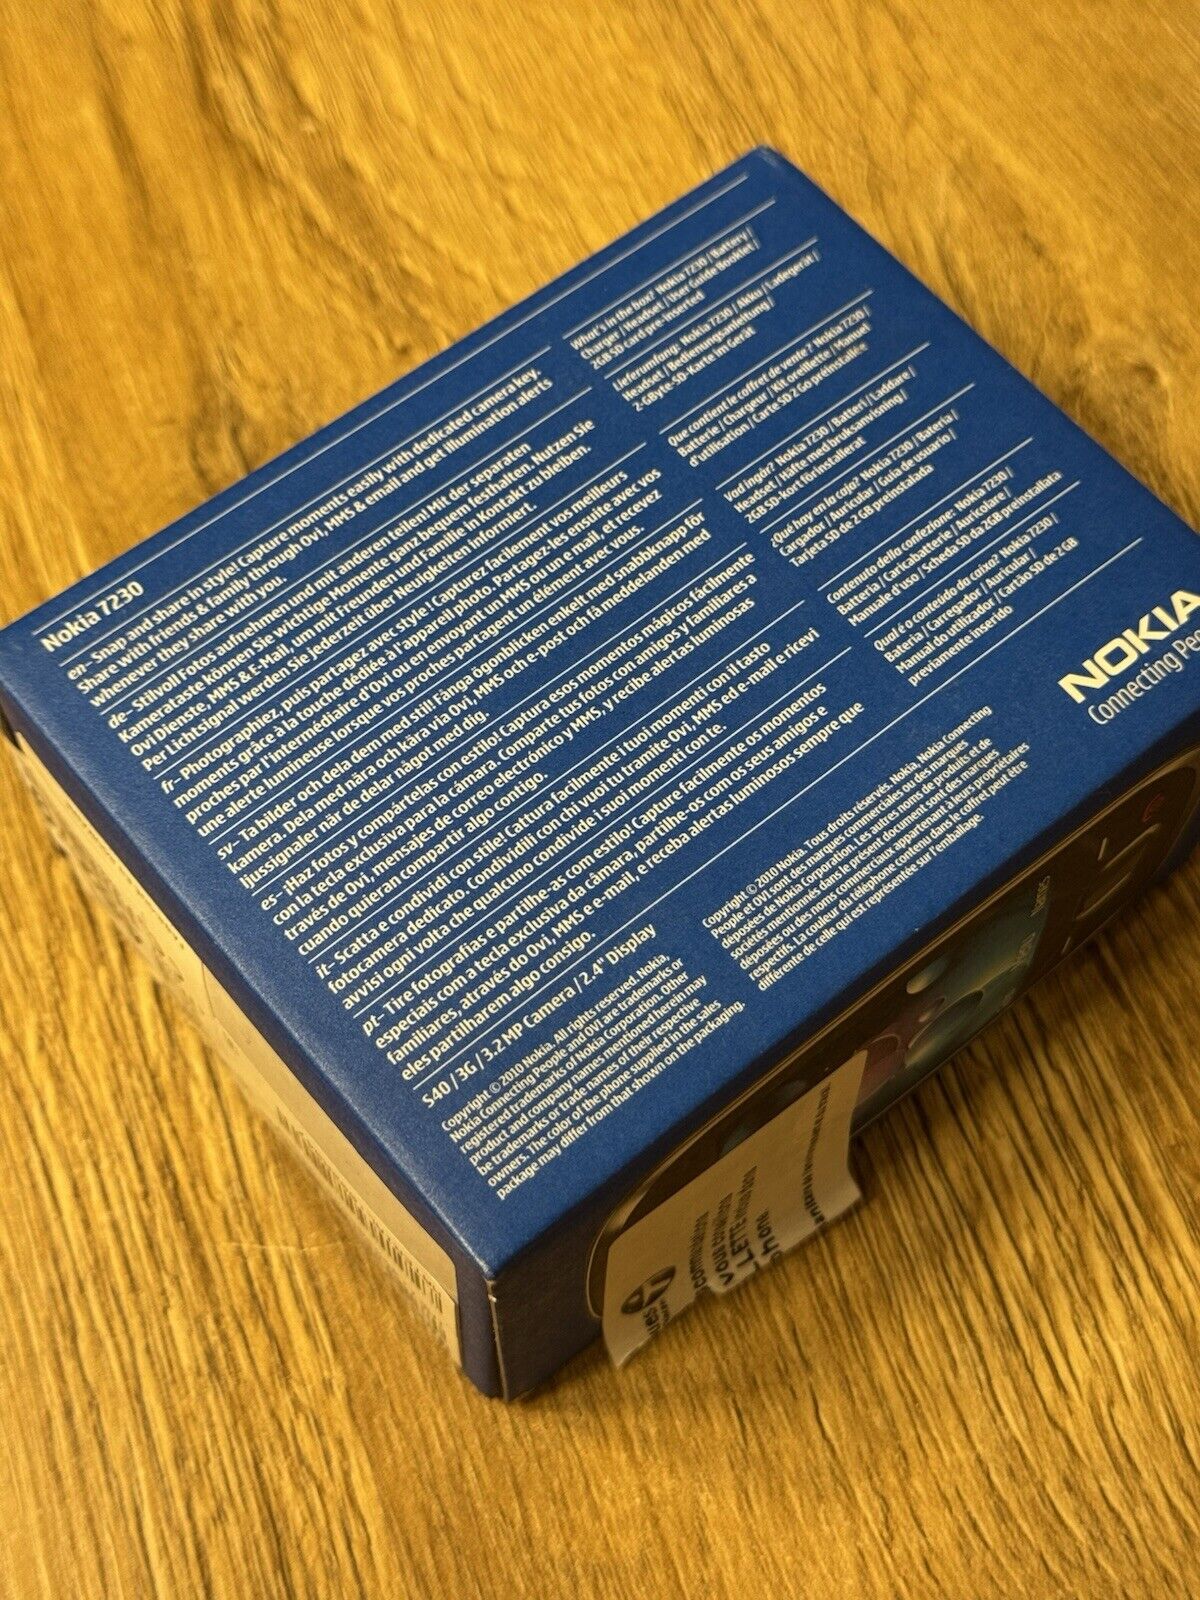 Nokia 7230
en- Snap and share in style! Capture moments easily with dedicated camera key.
Share with friends & family through Ovi, MMS & email and get illumination alerts
whenever they share with you.
de- Stilvoll Fotos aufnehmen und mit anderen teilen! Mit der separaten
Kamerataste können Sie wichtige Momente ganz bequem festhalten. Nutzen Sie
Ovi Dienste, MMS & E-Mail, um mit Freunden und Familie in Kontakt zu bleiben.
Per Lichtsignal werden Sie jederzeit über Neuigkeiten informiert.
fr- Photographiez, puis partagez avec style ! Capturez facilement vos meilleurs
moments grâce à la touche dédiée à l'appareil photo. Partagez-les ensuite avec vos
proches par l'intermédiaire d'Ovi ou en envoyant un MMS ou un e mail, et recevez
une alerte lumineuse lorsque vos proches partagent un élément avec vous.
sv- Ta bilder och dela dem med stil! Fånga ögonblicken enkelt med snabbknapp för
kamera. Dela med nära och kära via Ovi, MMS och e-post och få meddelanden med
ljussignaler när de delar något med dig.
es- ¡Haz fotos y compártelas con estilo! Captura esos momentos mágicos fácilmente
con la tecla exclusiva para la cámara. Comparte tus fotos con amigos y familiares a
través de Ovi, mensajes de correo electrónico y MMS, y recibe alertas luminosas
cuando quieran compartir algo contigo.
it- Scatta e condividi con stile! Cattura facilmente i tuoi momenti con il tasto
fotocamera dedicato. Condividili con chi vuoi tu tramite Ovi, MMS ed e-mail e ricevi
avvisi ogni volta che qualcuno condivide i suoi momenti con te.
pt- Tire fotografias e partilhe-as com estilo! Capture facilmente os momentos
especiais com a tecla exclusiva da câmara, partilhe-os com os seus amigos e
familiares, através do Ovi, MMS e e-mail, e receba alertas luminosos sempre que
eles partilharem algo consigo.
S40 / 3G / 3.2 MP Camera / 2.4" Display
Copyright © 2010 Nokia. All rights reserved. Nokia,
Nokia Connecting People and OVI are trademarks or
registered trademarks of Nokia Corporation. Other
product and company names mentioned herein may
be trademarks or trade names of their respective
owners. The color of the phone supplied in the sales
package may differ from that shown on the packaging.
What's in the box? Nokia 7230 / Battery /
Charger / Headset / User Guide Booklet /
2GB SD-card pre-inserted
Lieferumfang: Nokia 7230 / Akku / Ladegerät /
Headset / Bedienungsanleitung /
2 GByte-SD-Karte im Gerät
Que contient le coffret de vente ? Nokia 7230 /
Batterie / Chargeur / Kit oreillette / Manuel
d'utilisation / Carte SD 2 Go préinstallée
Vad ingår? Nokia 7230 / Batteri / Laddare /
Headset / Häfte med bruksanvisning /
2GB SD-kort förinstallerat
¿Qué hay en la caja? Nokia 7230 / Batería /
Cargador / Auricular / Guía de usuario /
Tarjeta SD de 2 GB preinstalada
Contenuto della confezione: Nokia 7230 /
Batteria / Caricabatterie / Auricolare /
Manuale d'uso / Scheda SD da 2GB preinstallata
Qual é o conteúdo da caixa? Nokia 7230 /
Bateria / Carregador / Auricular /
Manual do utilizador / Cartão SD de 2 GB
previamente inserido
Copyright © 2010 Nokia. Tous droits réservés. Nokia, Nokia Connecting
People et OVI sont des marques commerciales ou des marques
déposées de Nokia Corporation. Les autres noms de produits et de
sociétés mentionnés dans le présent document sont des marques
déposées ou des noms commerciaux appartenant à leurs propriétaires
respectifs. La couleur du téléphone contenu dans le coffret peut être
différente de celle qui est représentée sur l'emballage.
NOKIA
Connecting Pe
Games